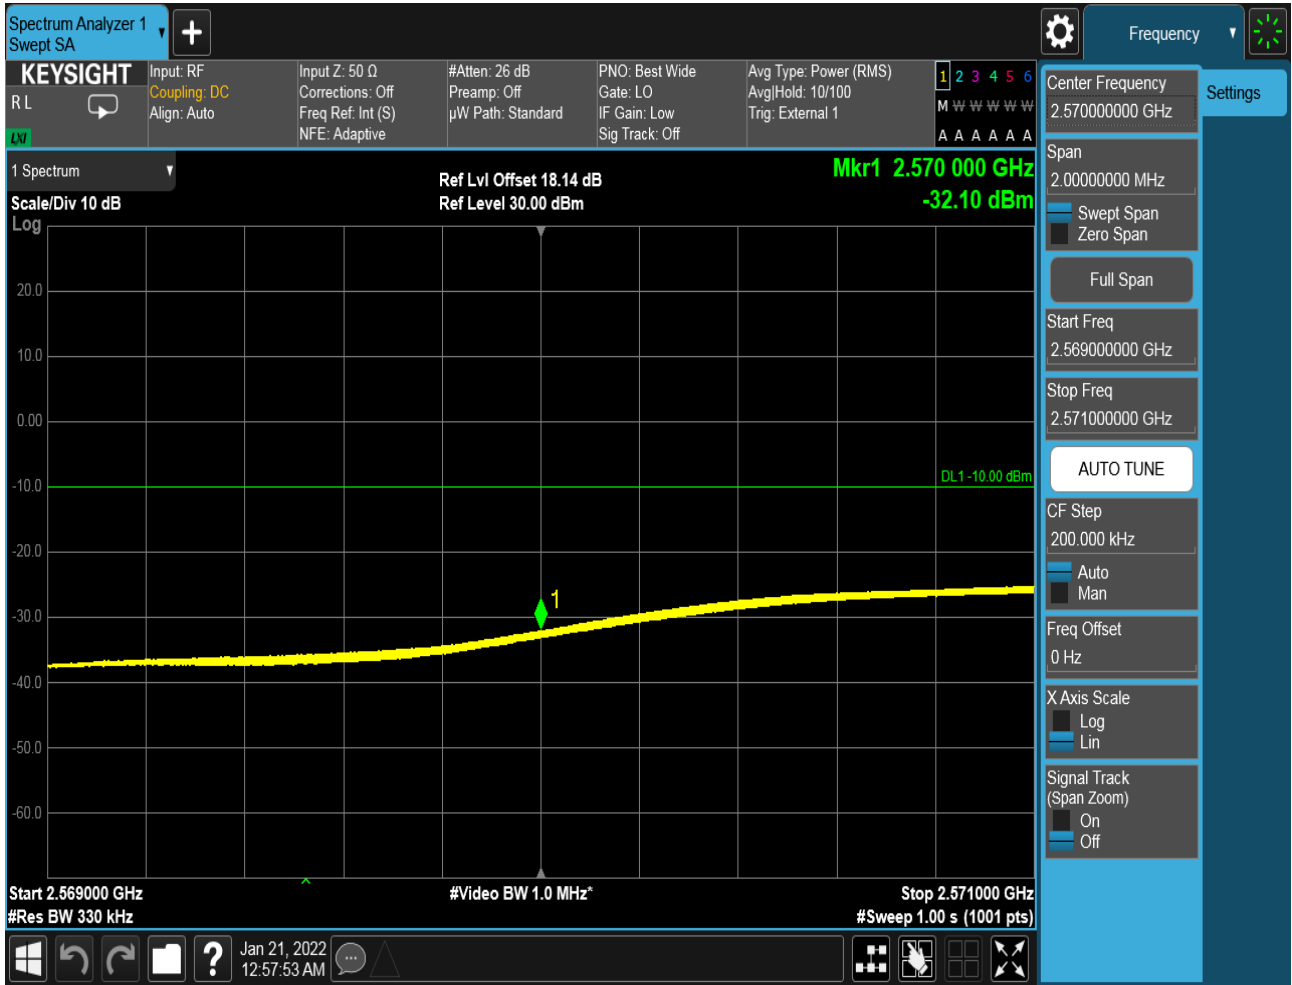 Spectrum Analyzer 1
Swept SA
Frequency
KEYSIGHT
R L
LXI
Input: RF
Coupling: DC
Align: Auto
Input Z: 50 Ω
Corrections: Off
Freq Ref: Int (S)
NFE: Adaptive
#Atten: 26 dB
Preamp: Off
µW Path: Standard
PNO: Best Wide
Gate: LO
IF Gain: Low
Sig Track: Off
Avg Type: Power (RMS)
Avg|Hold: 10/100
Trig: External 1
1 2 3 4 5 6
M W W W W W
A A A A A A
1 Spectrum
Scale/Div 10 dB
Log
Ref Lvl Offset 18.14 dB
Ref Level 30.00 dBm
Mkr1 2.570 000 GHz
-32.10 dBm
20.0
10.0
0.00
-10.0
-20.0
-30.0
-40.0
-50.0
-60.0
DL1 -10.00 dBm
1
Start 2.569000 GHz
#Res BW 330 kHz
#Video BW 1.0 MHz*
Stop 2.571000 GHz
#Sweep 1.00 s (1001 pts)
?
Jan 21, 2022
12:57:53 AM
Center Frequency
2.570000000 GHz
Span
2.00000000 MHz
Swept Span
Zero Span
Full Span
Start Freq
2.569000000 GHz
Stop Freq
2.571000000 GHz
AUTO TUNE
CF Step
200.000 kHz
Auto
Man
Freq Offset
0 Hz
X Axis Scale
Log
Lin
Signal Track
(Span Zoom)
On
Off
Settings